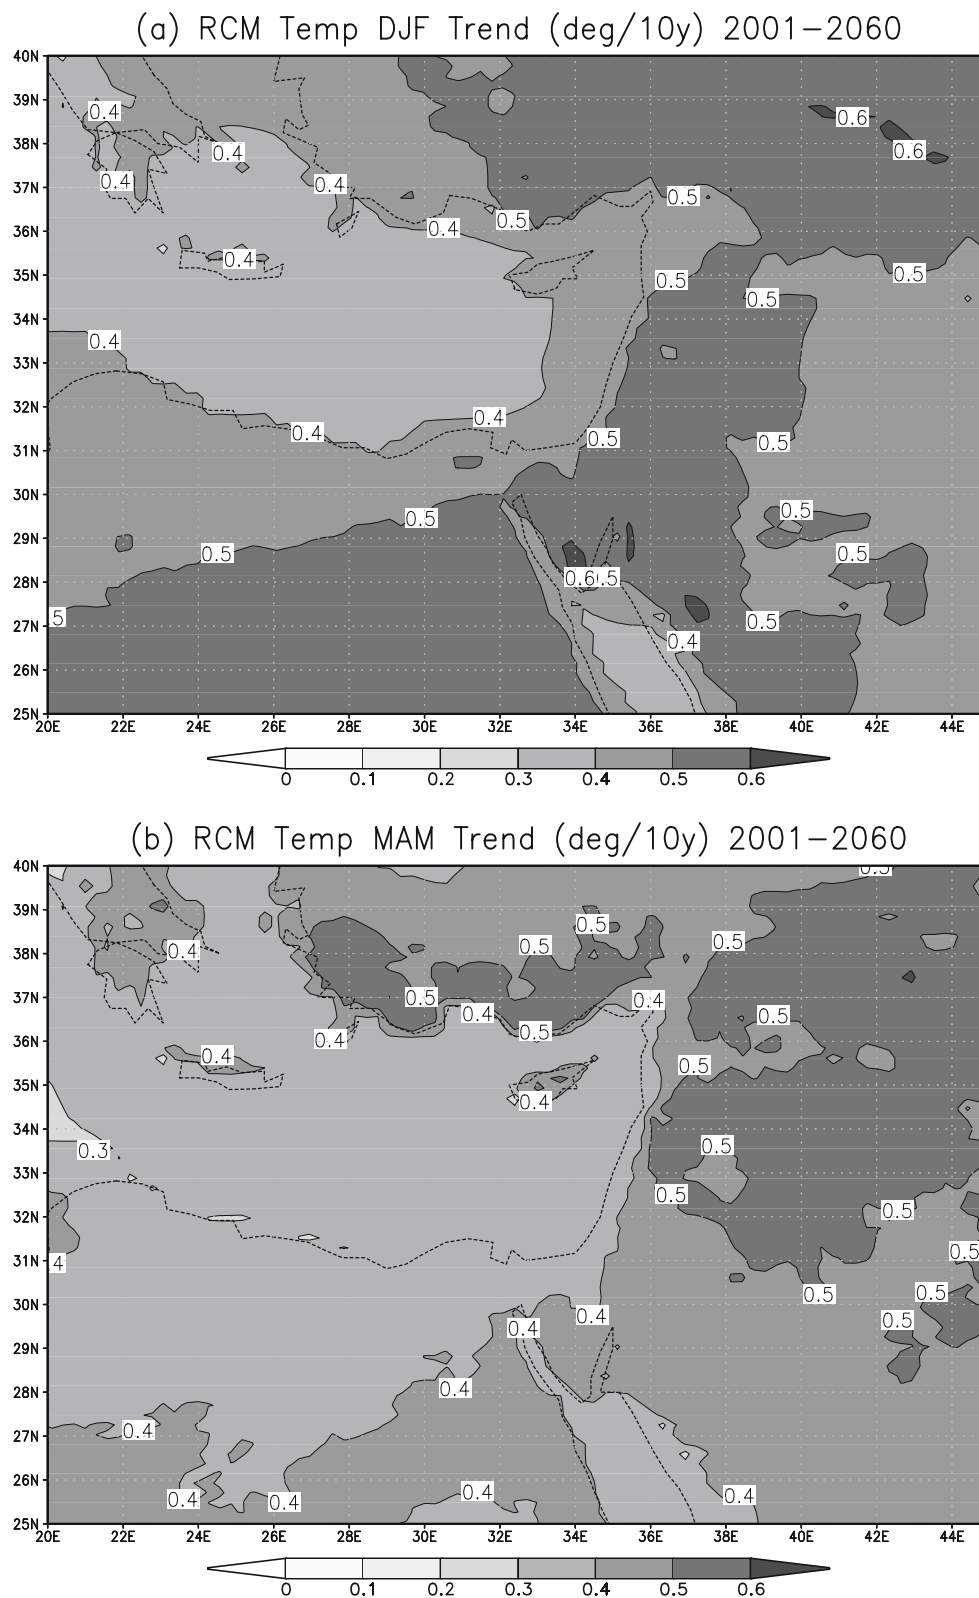 (a) RCM Temp DJF Trend (deg/10y) 2001−2060
40N
39N
0.4
0.6
38N
0.4
0.6
37N
0.4
0.4
0.5
36N
0.4
0.5
35N
0.4
0.5
0.5
0.5
34N
0.4
33N
32N
0.4
31N
0.4
0.5
0.5
30N
0.5
0.5
29N
0.5
0.5
28N
0.6
0.5
27N
5
0.5
0.4
26N
25N
20E 22E 24E 26E 28E 30E 32E 34E 36E 38E 40E 42E 44E
0 0.1 0.2 0.3 0.4 0.5 0.6
(b) RCM Temp MAM Trend (deg/10y) 2001−2060
40N
0.5
39N
0.5
38N
0.4
0.5
0.5
37N
0.5
0.4
0.4
36N
0.4
0.5
0.5
0.4
35N
0.5
0.4
34N
33N
0.3
0.5
32N
0.5
0.5
31N
4
0.5
30N
0.5
0.5
0.4
0.4
0.5
29N
28N
0.4
27N
0.4
26N
0.4
0.4
0.4
0.4
25N
20E 22E 24E 26E 28E 30E 32E 34E 36E 38E 40E 42E 44E
0 0.1 0.2 0.3 0.4 0.5 0.6